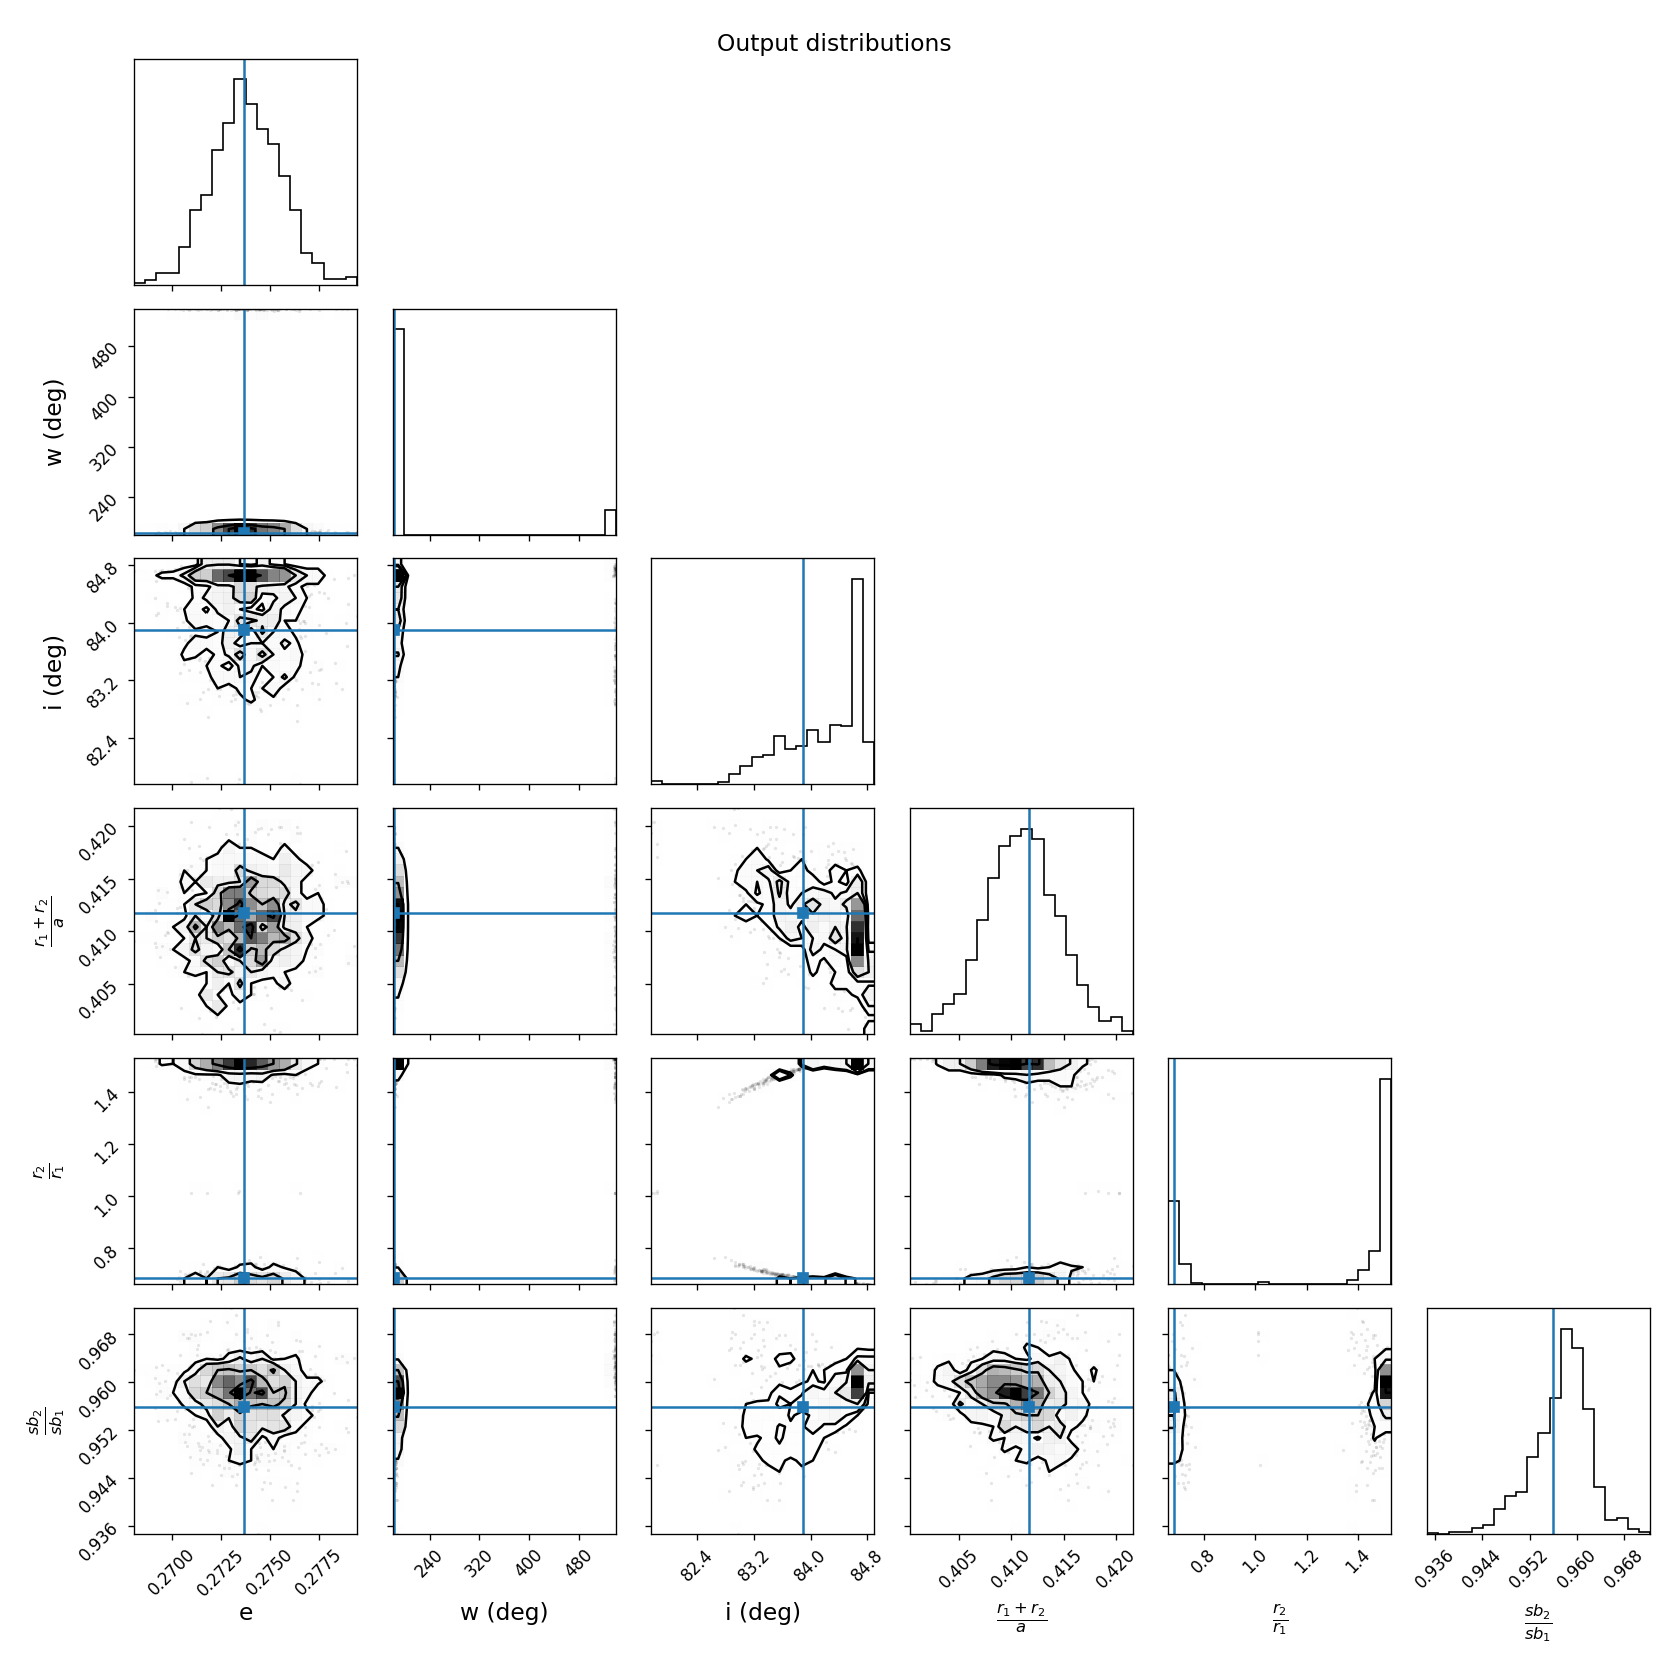 Output distributions
w (deg)
480
400
320
240
i (deg)
84.8
84.0
83.2
82.4
r₁ + r₂
a
0.420
0.415
0.410
0.405
r₂
r₁
1.4
1.2
1.0
0.8
sb₂
sb₁
0.968
0.960
0.952
0.944
0.936
0.2700 0.2725 0.2750 0.2775 240 320 400 480 82.4 83.2 84.0 84.8 0.405 0.410 0.415 0.420 0.8 1.0 1.2 1.4 0.936 0.944 0.952 0.960 0.968
e w (deg) i (deg)
r₁ + r₂ r₂ sb₂
a r₁ sb₁